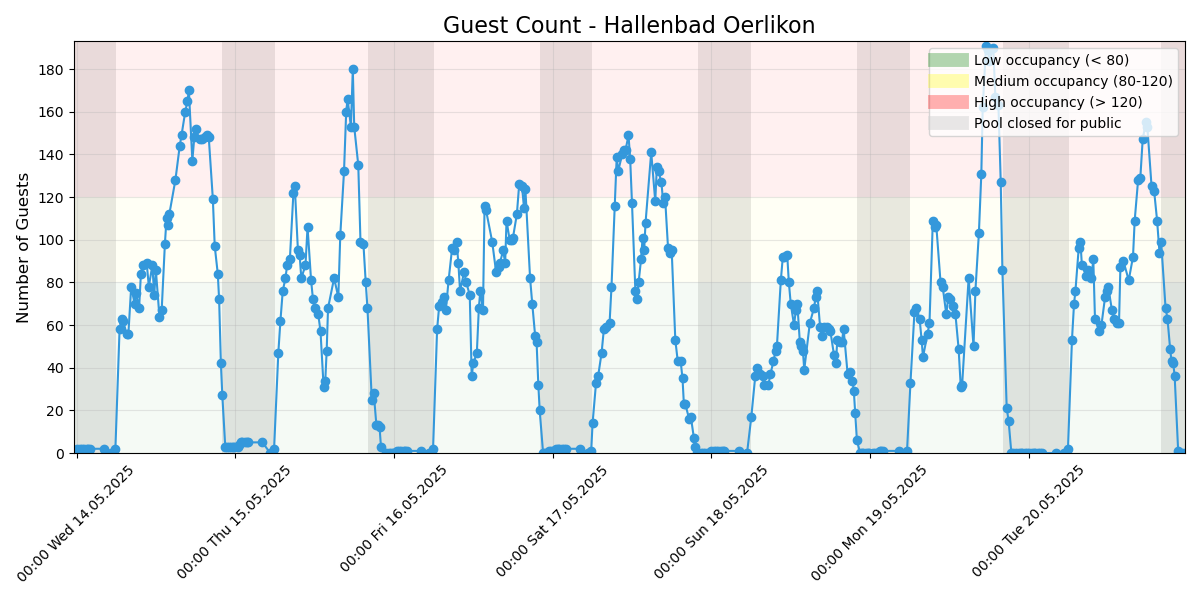 Guest Count - Hallenbad Oerlikon
Number of Guests
180
160
140
120
100
80
60
40
20
0
Low occupancy (< 80)
Medium occupancy (80-120)
High occupancy (> 120)
Pool closed for public
00:00 Wed 14.05.2025
00:00 Thu 15.05.2025
00:00 Fri 16.05.2025
00:00 Sat 17.05.2025
00:00 Sun 18.05.2025
00:00 Mon 19.05.2025
00:00 Tue 20.05.2025